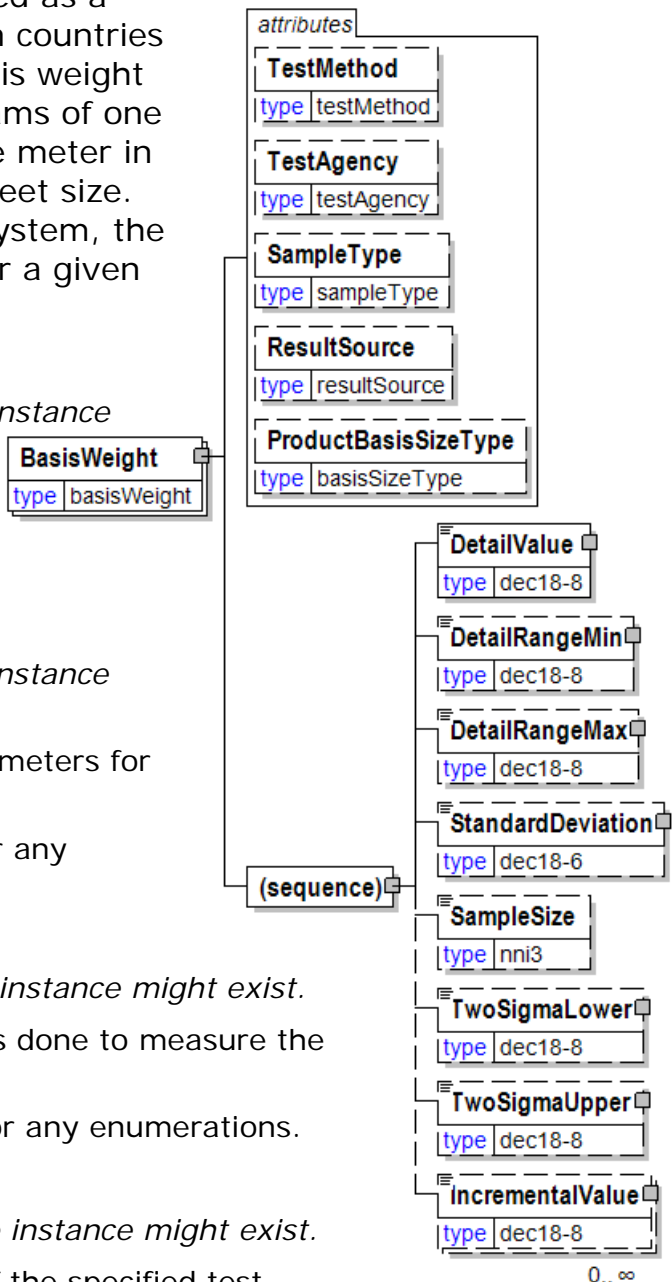 ed as a
countries
is weight
ms of one
meter in
eet size.
ystem, the
r a given
nstance
nstance
meters for
r any
instance might exist.
s done to measure the
or any enumerations.
instance might exist.
the specified test
attributes
TestMethod
type testMethod
TestAgency
type testAgency
SampleType
type sampleType
ResultSource
type resultSource
ProductBasisSizeType
type basisSizeType
BasisWeight
type basisWeight
(sequence)
DetailValue
type dec18-8
DetailRangeMin
type dec18-8
DetailRangeMax
type dec18-8
StandardDeviation
type dec18-6
SampleSize
type nni3
TwoSigmaLower
type dec18-8
TwoSigmaUpper
type dec18-8
IncrementalValue
type dec18-8
0..∞